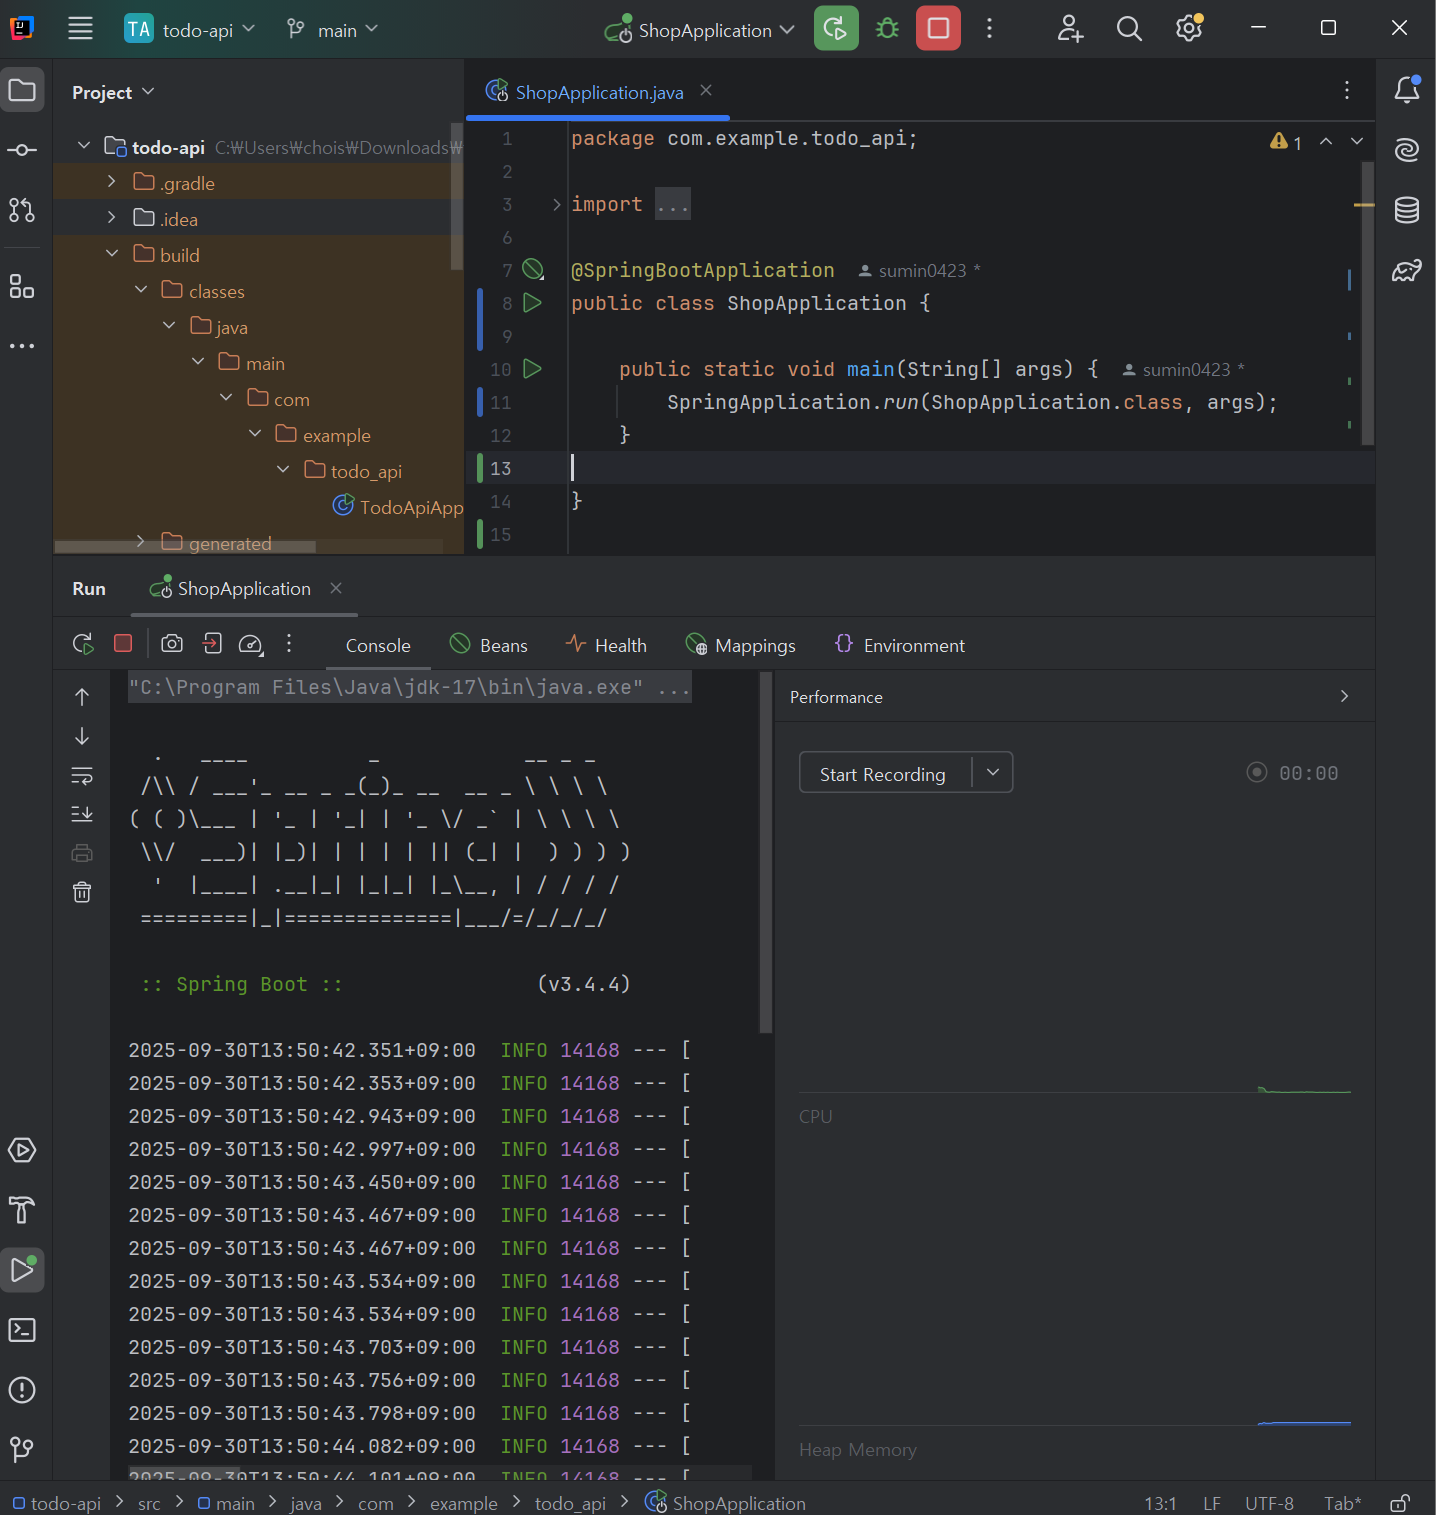 TA todo-api main ShopApplication
Project
ShopApplication.java
todo-api C:₩Users₩chois₩Downloads₩
.gradle
.idea
build
classes
java
main
com
example
todo_api
TodoApiApp
generated
1 package com.example.todo_api;
1
2
3 import ...
6
7 @SpringBootApplication sumin0423 *
8 public class ShopApplication {
9
10 public static void main(String[] args) { sumin0423 *
11 SpringApplication.run(ShopApplication.class, args);
12 }
13
14 }
15
Run ShopApplication
Console Beans Health Mappings Environment
"C:\Program Files\Java\jdk-17\bin\java.exe" ...
  .   ____          _            __ _ _
 /\\ / ___'_ __ _ _(_)_ __  __ _ \ \ \ \
( ( )\___ | '_ | '_| | '_ \/ _` | \ \ \ \
 \\/  ___)| |_)| | | | | || (_| |  ) ) ) )
  '  |____| .__|_| |_|_| |_\__, | / / / /
 =========|_|==============|___/=/_/_/_/
 :: Spring Boot ::                (v3.4.4)
2025-09-30T13:50:42.351+09:00  INFO 14168 --- [
2025-09-30T13:50:42.353+09:00  INFO 14168 --- [
2025-09-30T13:50:42.943+09:00  INFO 14168 --- [
2025-09-30T13:50:42.997+09:00  INFO 14168 --- [
2025-09-30T13:50:43.450+09:00  INFO 14168 --- [
2025-09-30T13:50:43.467+09:00  INFO 14168 --- [
2025-09-30T13:50:43.467+09:00  INFO 14168 --- [
2025-09-30T13:50:43.534+09:00  INFO 14168 --- [
2025-09-30T13:50:43.534+09:00  INFO 14168 --- [
2025-09-30T13:50:43.703+09:00  INFO 14168 --- [
2025-09-30T13:50:43.756+09:00  INFO 14168 --- [
2025-09-30T13:50:43.798+09:00  INFO 14168 --- [
2025-09-30T13:50:44.082+09:00  INFO 14168 --- [
2025-09-30T13:50:44.101+09:00  INFO 14168 --- [
Performance
Start Recording 00:00
CPU
Heap Memory
todo-api > src > main > java > com > example > todo_api > ShopApplication 13:1 LF UTF-8 Tab*